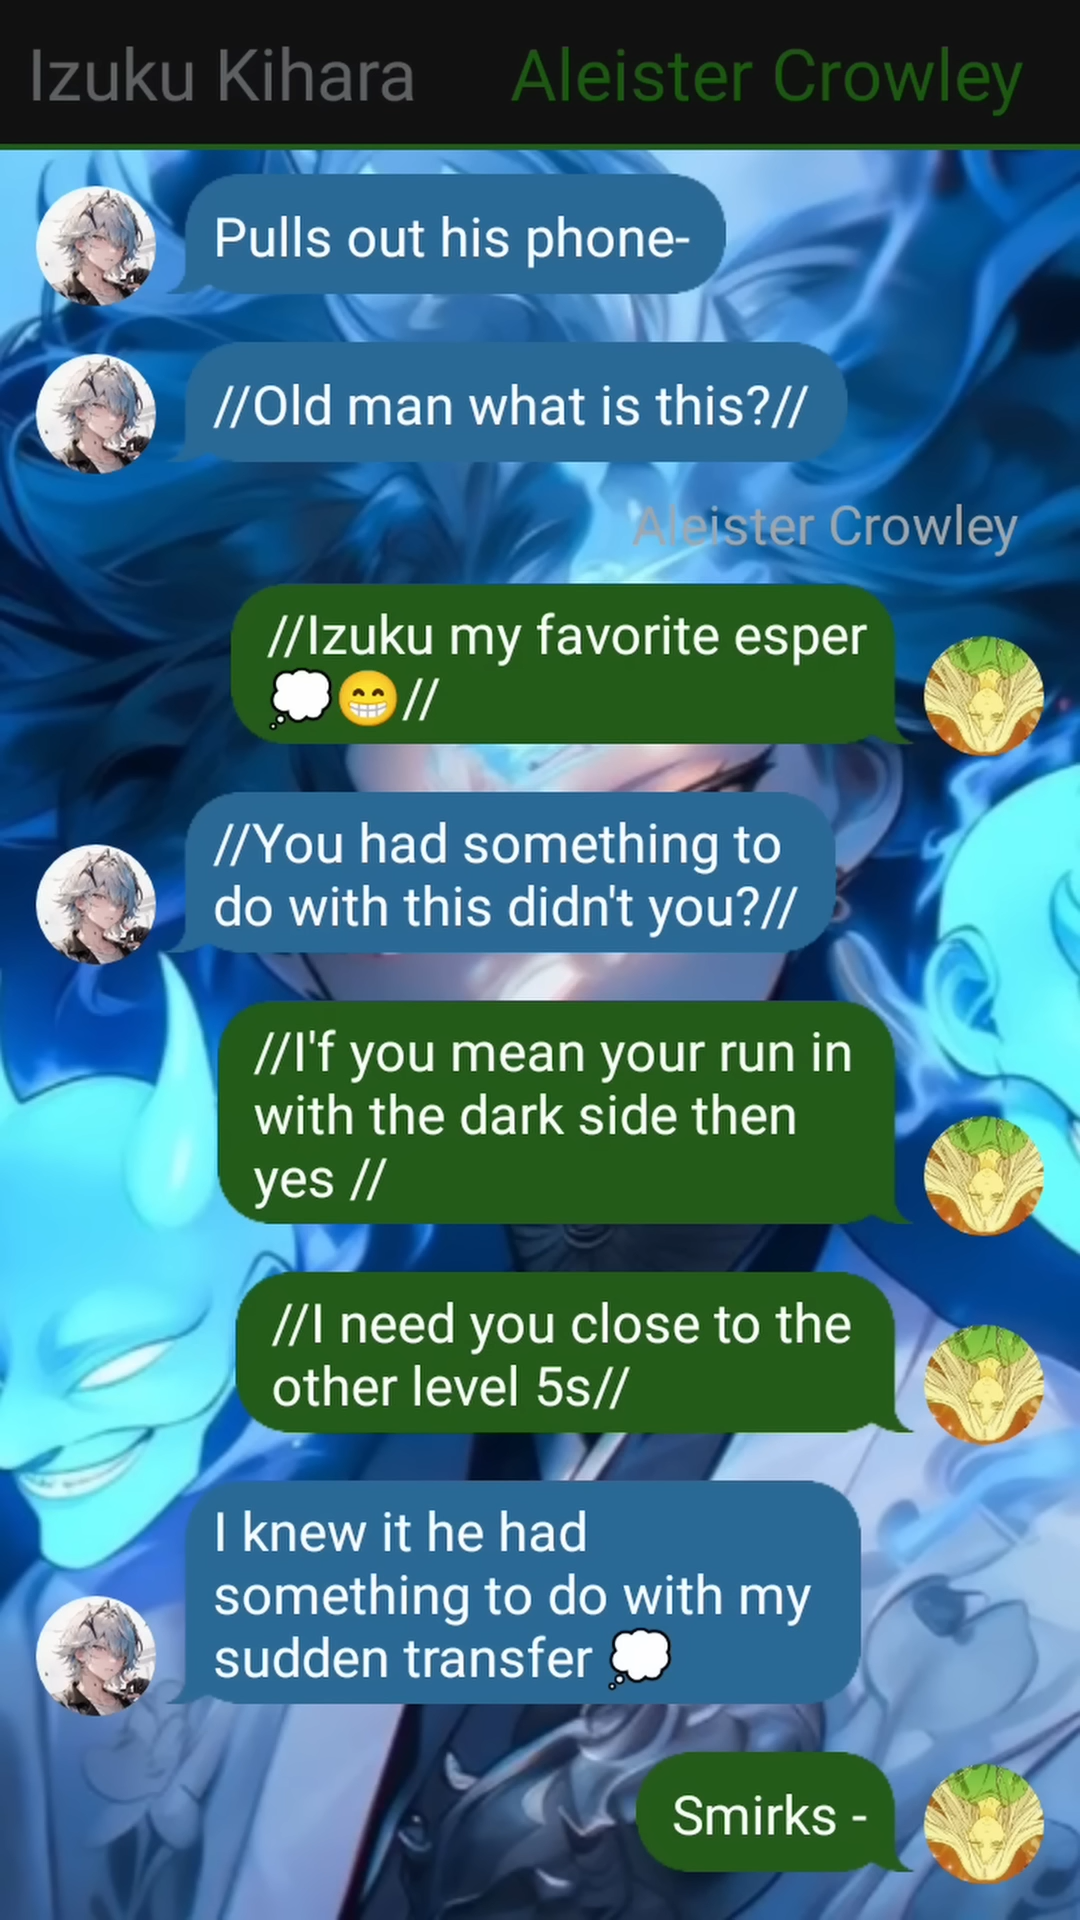 Izuku Kihara Aleister Crowley
Pulls out his phone-
//Old man what is this?//
Aleister Crowley
//Izuku my favorite esper
💭😁//
//You had something to
do with this didn't you?//
//I'f you mean your run in
with the dark side then
yes //
//I need you close to the
other level 5s//
I knew it he had
something to do with my
sudden transfer 💭
Smirks -